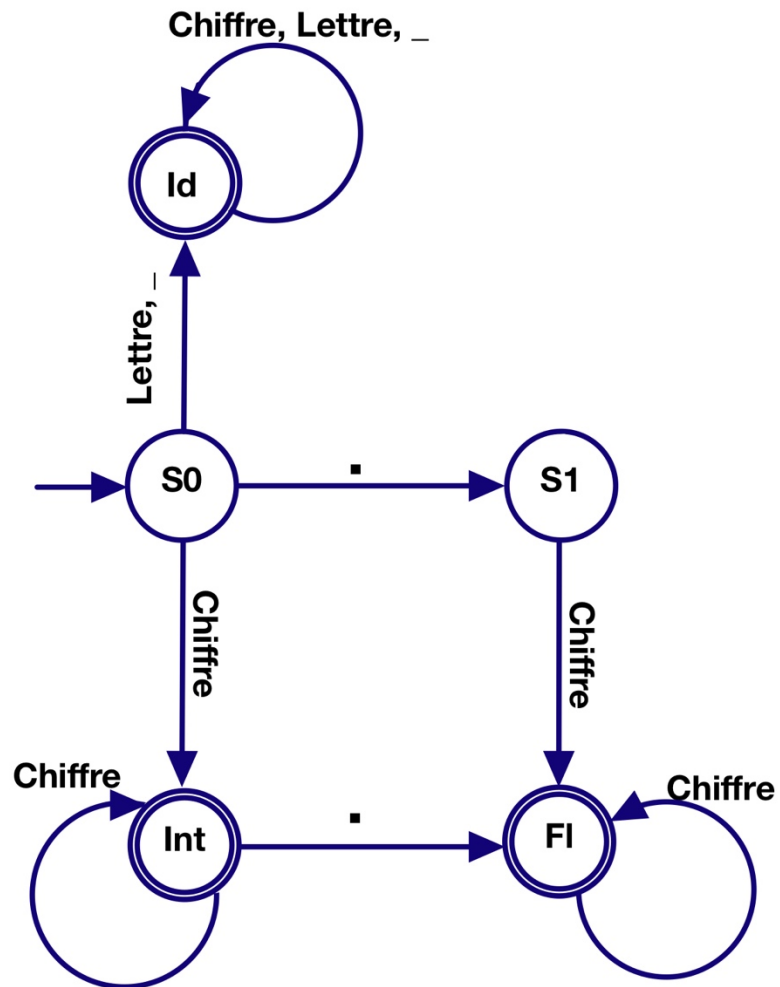 Chiffre, Lettre, _
Id
Lettre, _
S0
.
S1
Chiffre
Chiffre
Chiffre
Int
.
Fl
Chiffre